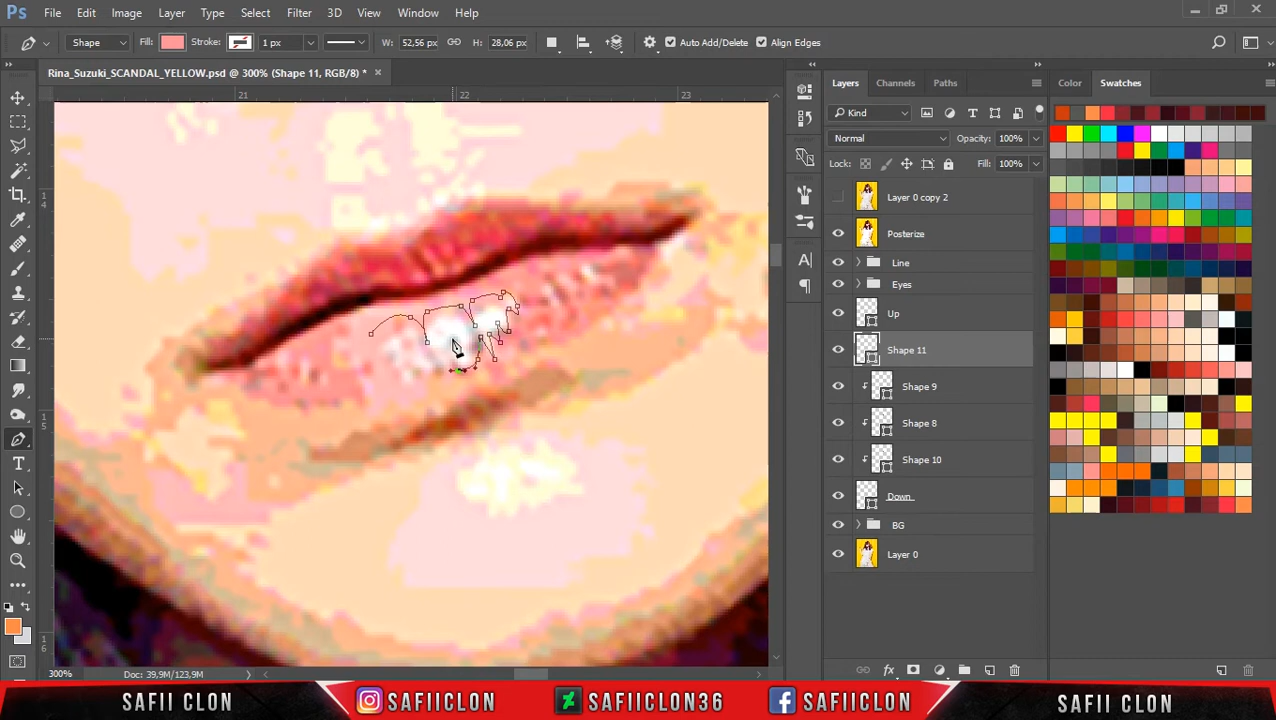 Ps File Edit Image Layer Type Select Filter 3D View Window Help
Shape Fill: Stroke: 1 px W: 52,56 px H: 28,06 px Auto Add/Delete Align Edges
Rina_Suzuki_SCANDAL_YELLOW.psd @ 300% (Shape 11, RGB/8) * ×
21 22 23
14
15
16
Layers Channels Paths
Kind
Normal Opacity: 100%
Lock: Fill: 100%
Layer 0 copy 2
Posterize
Line
Eyes
Up
Shape 11
Shape 9
Shape 8
Shape 10
Down
BG
Layer 0
Color Swatches
300% Doc: 39,9M/123,9M
SAFII CLON SAFIICLON SAFIICLON36 SAFIICLON SAFII CLON